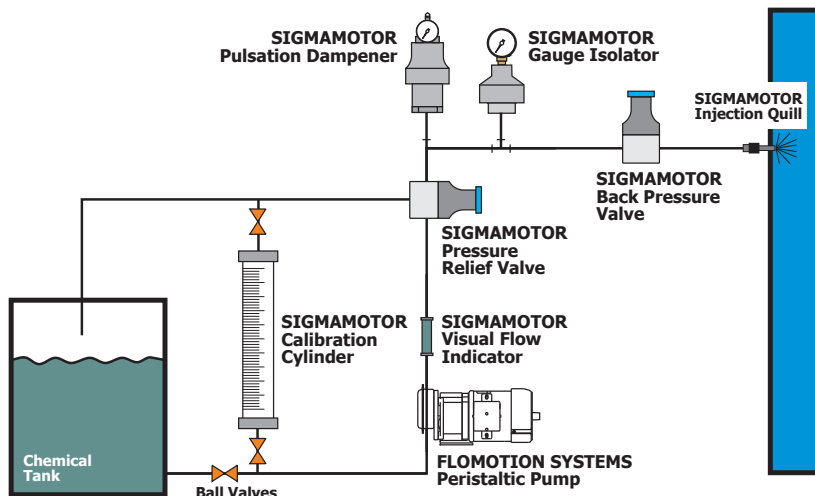 SIGMAMOTOR
Pulsation Dampener
SIGMAMOTOR
Gauge Isolator
SIGMAMOTOR
Injection Quill
SIGMAMOTOR
Back Pressure
Valve
SIGMAMOTOR
Pressure
Relief Valve
SIGMAMOTOR
Calibration
Cylinder
SIGMAMOTOR
Visual Flow
Indicator
Chemical
Tank
FLOMOTION SYSTEMS
Peristaltic Pump
Ball Valves